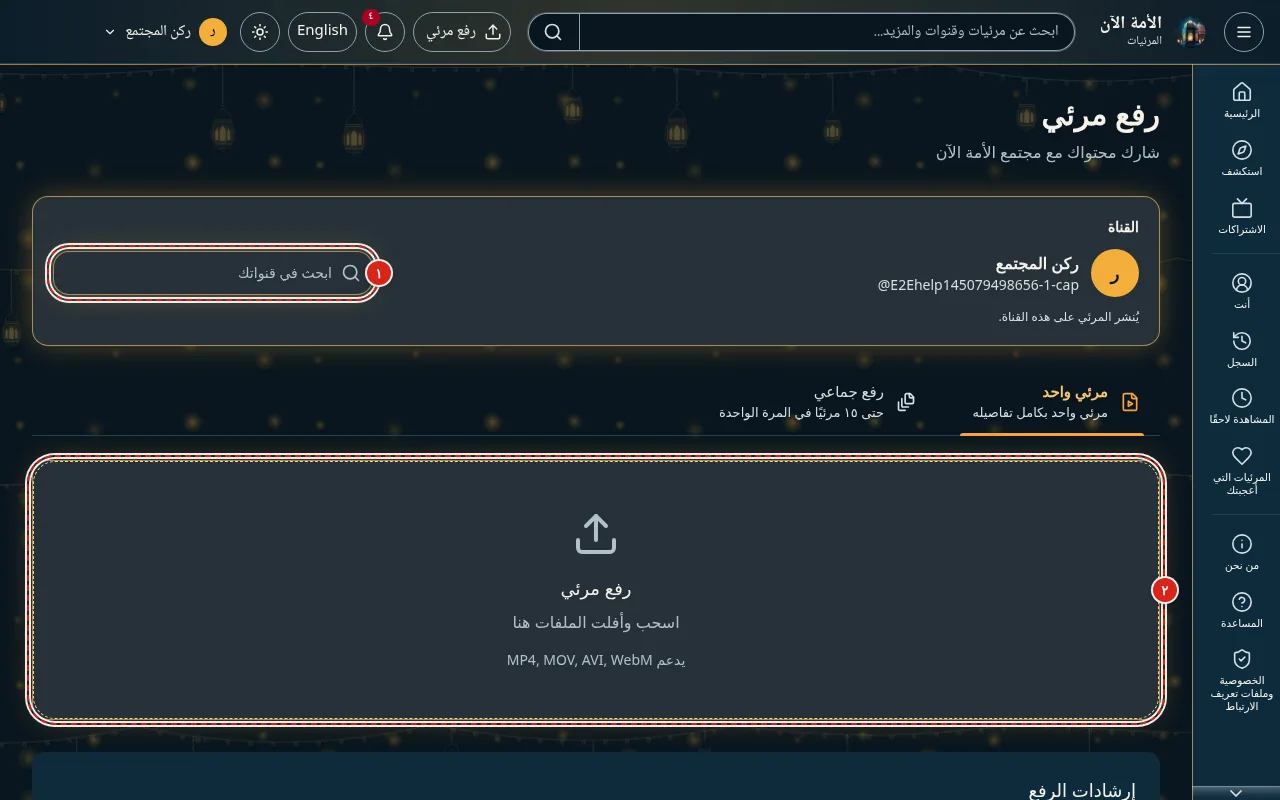 الأمة الآن
المرئيات
ابحث عن مرئيات وقنوات والمزيد...
رفع مرئي
٤
English
ر
ركن المجتمع
الرئيسية
استكشف
الاشتراكات
أنت
السجل
المشاهدة لاحقًا
المرئيات التي
أعجبتك
من نحن
المساعدة
الخصوصية
وملفات تعريف
الارتباط
رفع مرئي
شارك محتواك مع مجتمع الأمة الآن
القناة
ر
ركن المجتمع
@E2Ehelp145079498656-1-cap
يُنشر المرئي على هذه القناة.
ابحث في قنواتك
١
مرئي واحد
مرئي واحد بكامل تفاصيله
رفع جماعي
حتى ١٥ مرئيًا في المرة الواحدة
رفع مرئي
اسحب وأفلت الملفات هنا
يدعم MP4, MOV, AVI, WebM
٢
إرشادات الرفع